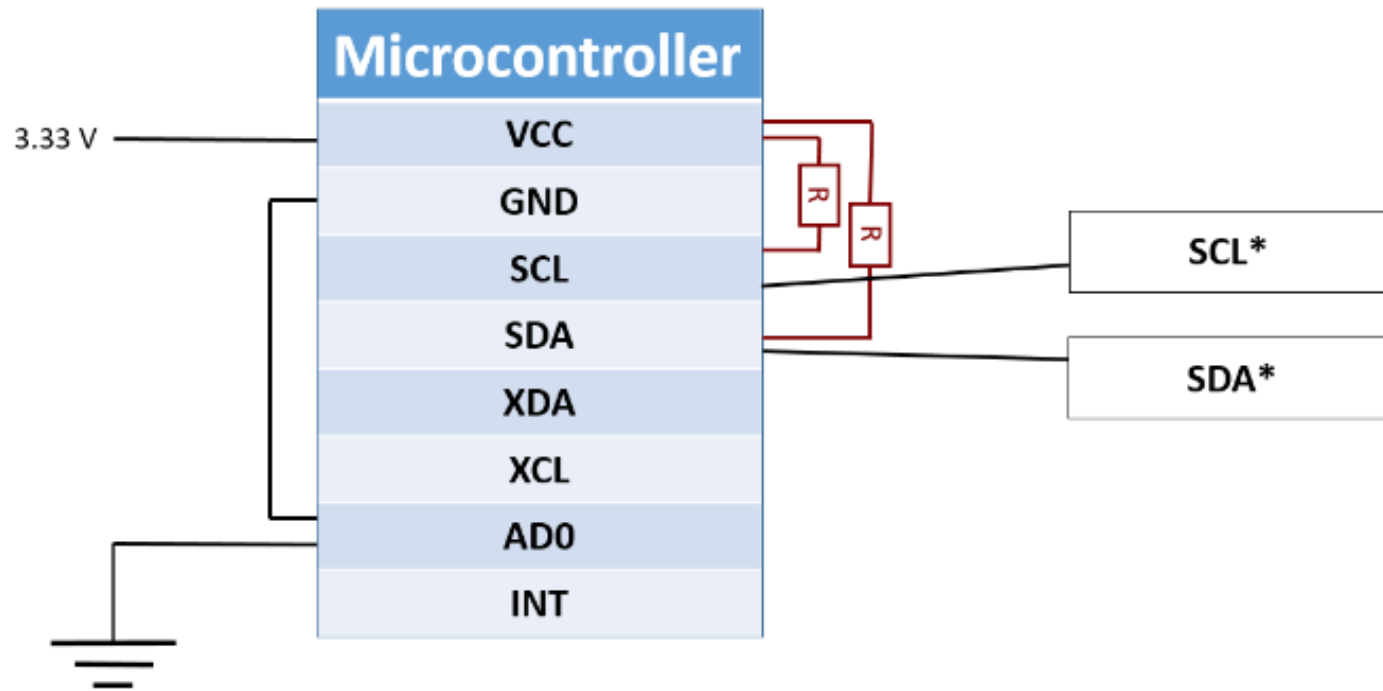 Microcontroller
3.33 V
VCC
GND
SCL
SDA
XDA
XCL
AD0
INT
R
R
SCL*
SDA*